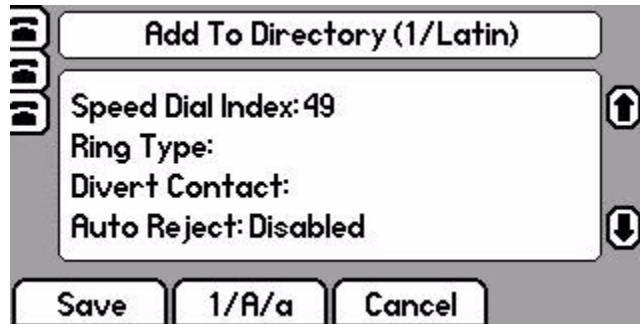 Add To Directory (1/Latin)
Speed Dial Index: 49
Ring Type:
Divert Contact:
Auto Reject: Disabled
Save 1/A/a Cancel